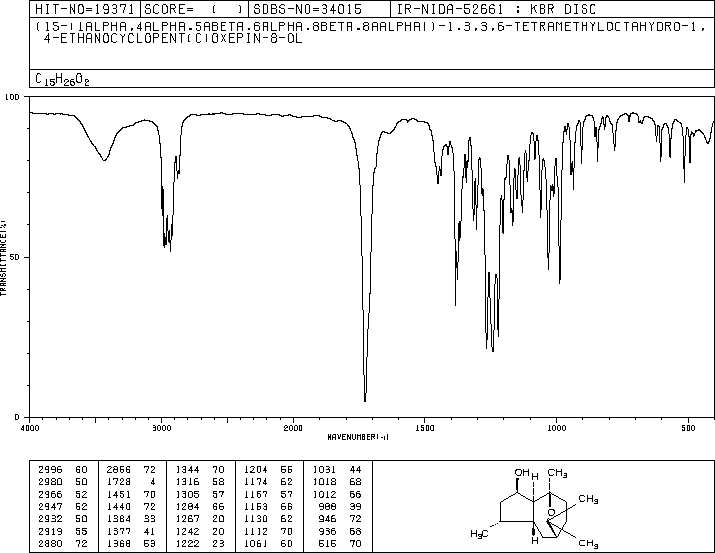 HIT-NO=19371 SCORE= ( ) SDBS-NO=34015 IR-NIDA-52661 : KBR DISC
(1S-(1ALPHA,4ALPHA,5ABETA,6ALPHA,8BETA,8AALPHA))-1,3,3,6-TETRAMETHYLOCTAHYDRO-1,
4-ETHANOCYCLOPENT(C)OXEPIN-8-OL
C15H26O2
100
50
0
TRANSMITTANCE(%)
4000 3000 2000 1500 1000 500
WAVENUMBER(-1)
2996 60 2866 72 1344 70 1204 55 1031 44
2980 50 1728 4 1316 58 1174 62 1018 68
2966 52 1451 70 1305 57 1167 57 1012 66
2947 52 1440 72 1284 66 1163 55 988 39
2932 50 1384 33 1267 20 1130 62 946 72
2919 55 1377 41 1242 20 1112 70 936 68
2880 72 1368 53 1222 23 1061 60 515 70
OH H CH3
CH3
O
H3C H CH3